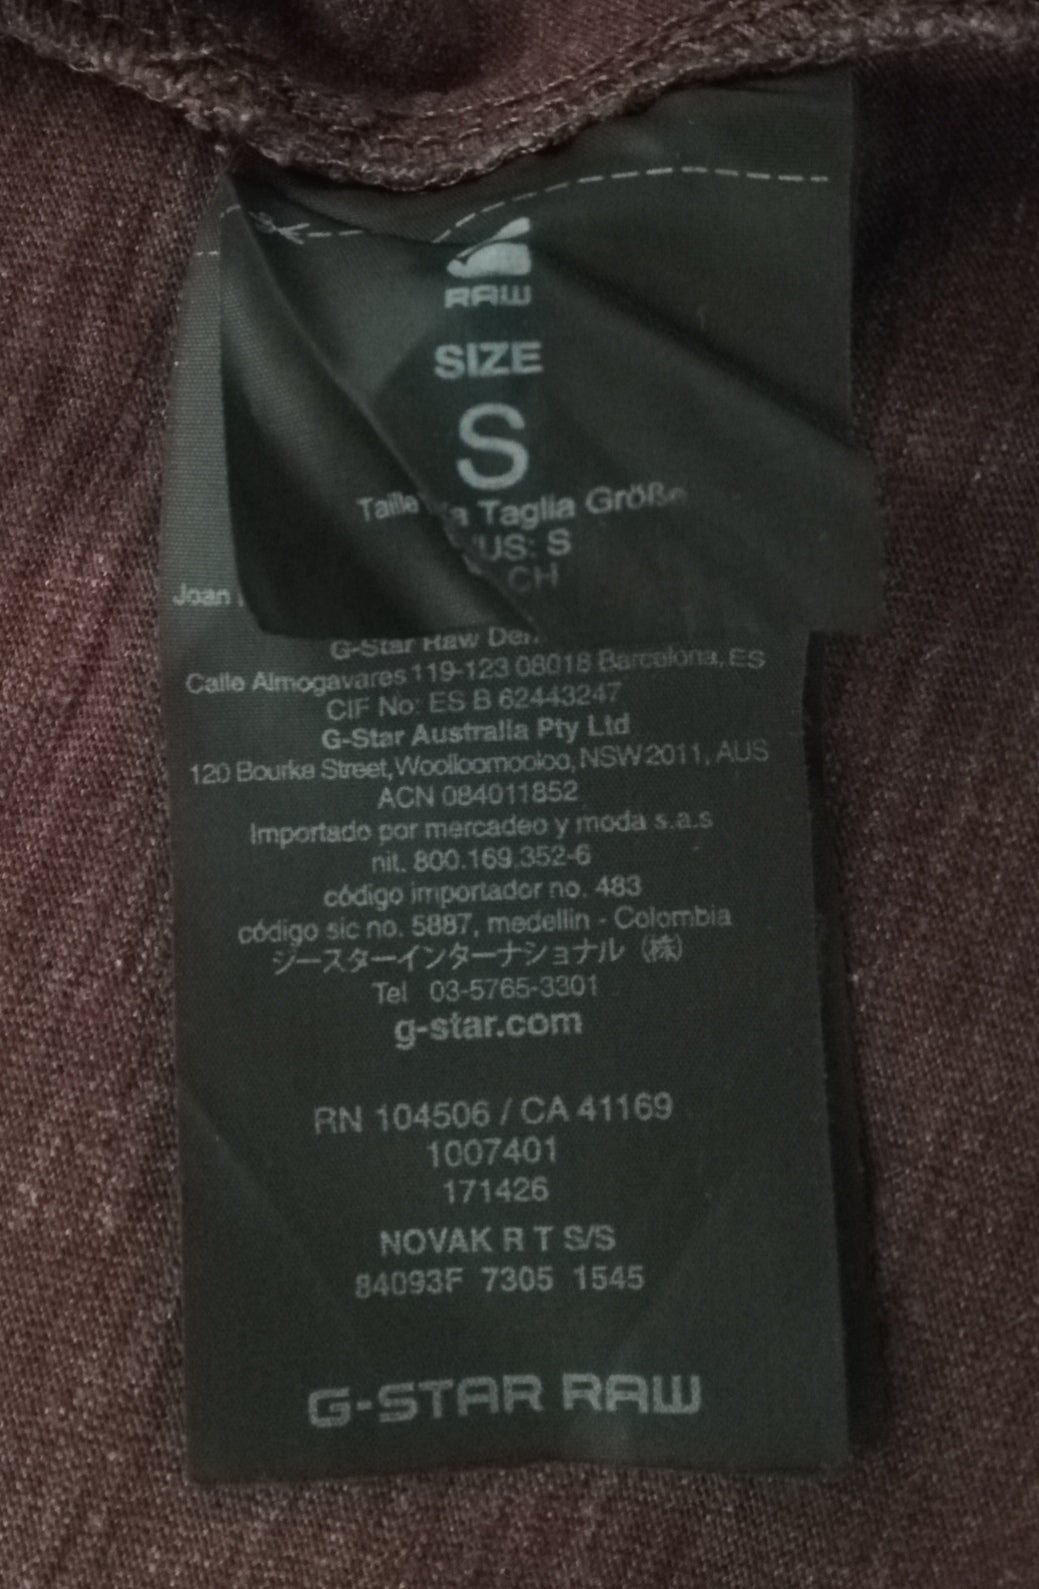 RAW
SIZE
S
Taille Taglia Größe
US: S
CH
Joan
G-Star Raw
Calle Almogavares 119-123 08018 Barcelona, ES
CIF No: ES B 62443247
G-Star Australia Pty Ltd
120 Bourke Street, Woolloomooloo, NSW 2011, AUS
ACN 084011852
Importado por mercadeo y moda s.a.s
nit. 800.169.352-6
código importador no. 483
código sic no. 5887, medellin - Colombia
ジースターインターナショナル (株)
Tel 03-5765-3301
g-star.com
RN 104506 / CA 41169
1007401
171426
NOVAK R T S/S
84093F 7305 1545
G-STAR RAW